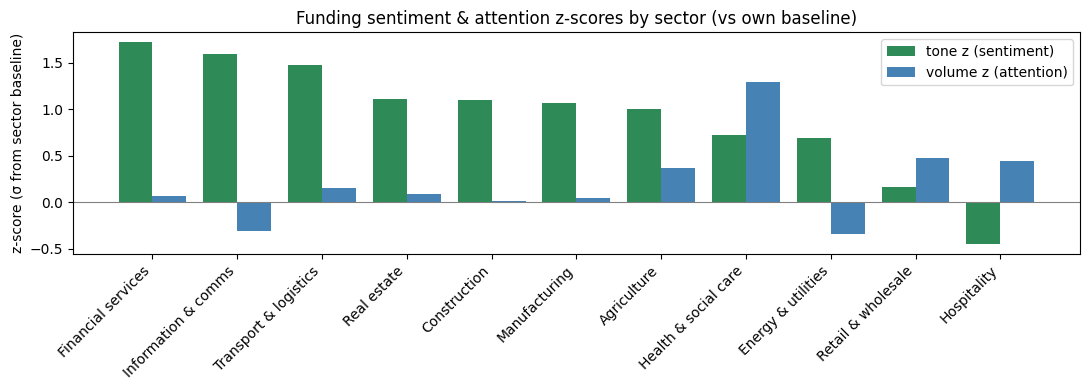 Funding sentiment & attention z-scores by sector (vs own baseline)
z-score (σ from sector baseline)
1.5
1.0
0.5
0.0
−0.5
tone z (sentiment)
volume z (attention)
Financial services
Information & comms
Transport & logistics
Real estate
Construction
Manufacturing
Agriculture
Health & social care
Energy & utilities
Retail & wholesale
Hospitality